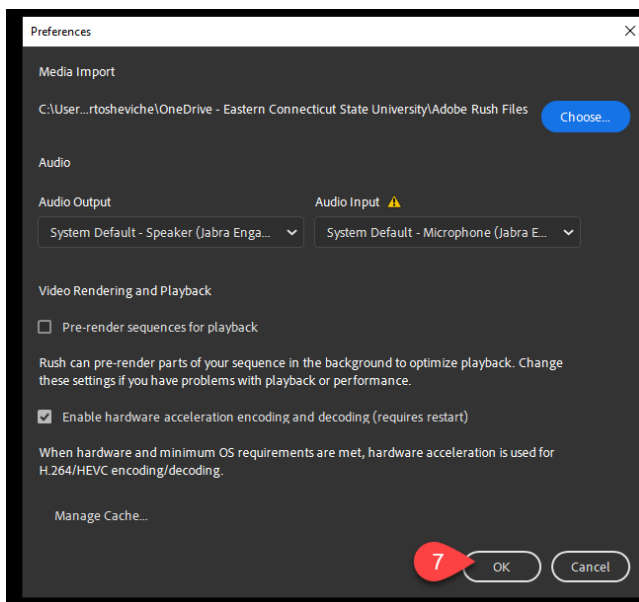 Preferences
Media Import
C:\User...rtosheviche\OneDrive - Eastern Connecticut State University\Adobe Rush Files
Choose...
Audio
Audio Output
Audio Input
System Default - Speaker (Jabra Enga...
System Default - Microphone (Jabra E...
Video Rendering and Playback
Pre-render sequences for playback
Rush can pre-render parts of your sequence in the background to optimize playback. Change
these settings if you have problems with playback or performance.
Enable hardware acceleration encoding and decoding (requires restart)
When hardware and minimum OS requirements are met, hardware acceleration is used for
H.264/HEVC encoding/decoding.
Manage Cache...
7
OK
Cancel